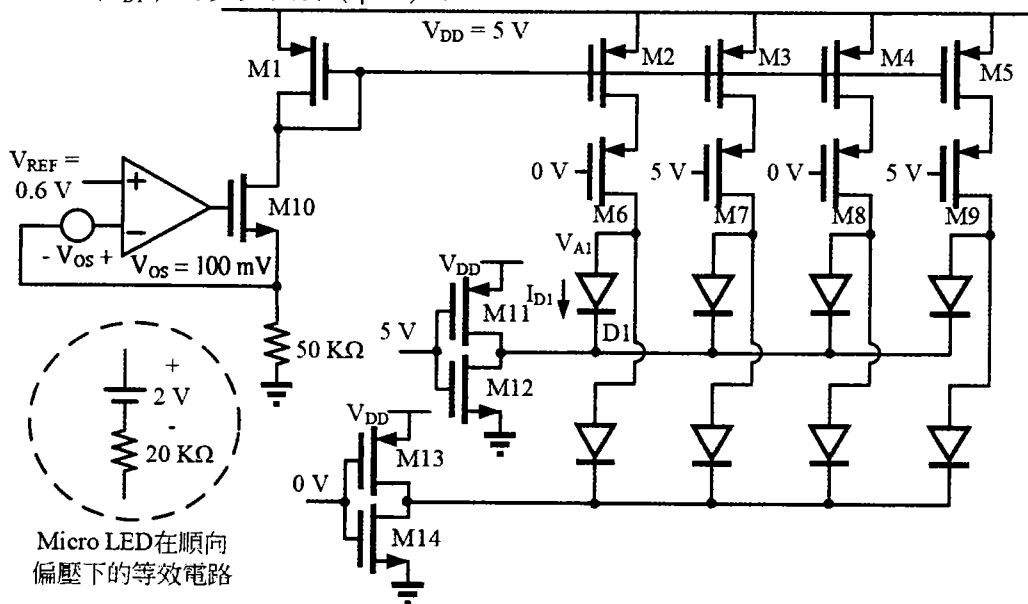 V_DD = 5 V
M1
M2
M3
M4
M5
V_REF =
0.6 V
+
−
M10
- V_OS +
V_OS = 100 mV
0 V
5 V
0 V
5 V
M6
M7
M8
M9
V_A1
I_D1
D1
V_DD
M11
5 V
M12
50 KΩ
V_DD
M13
0 V
M14
+
2 V
-
20 KΩ
Micro LED在順向
偏壓下的等效電路